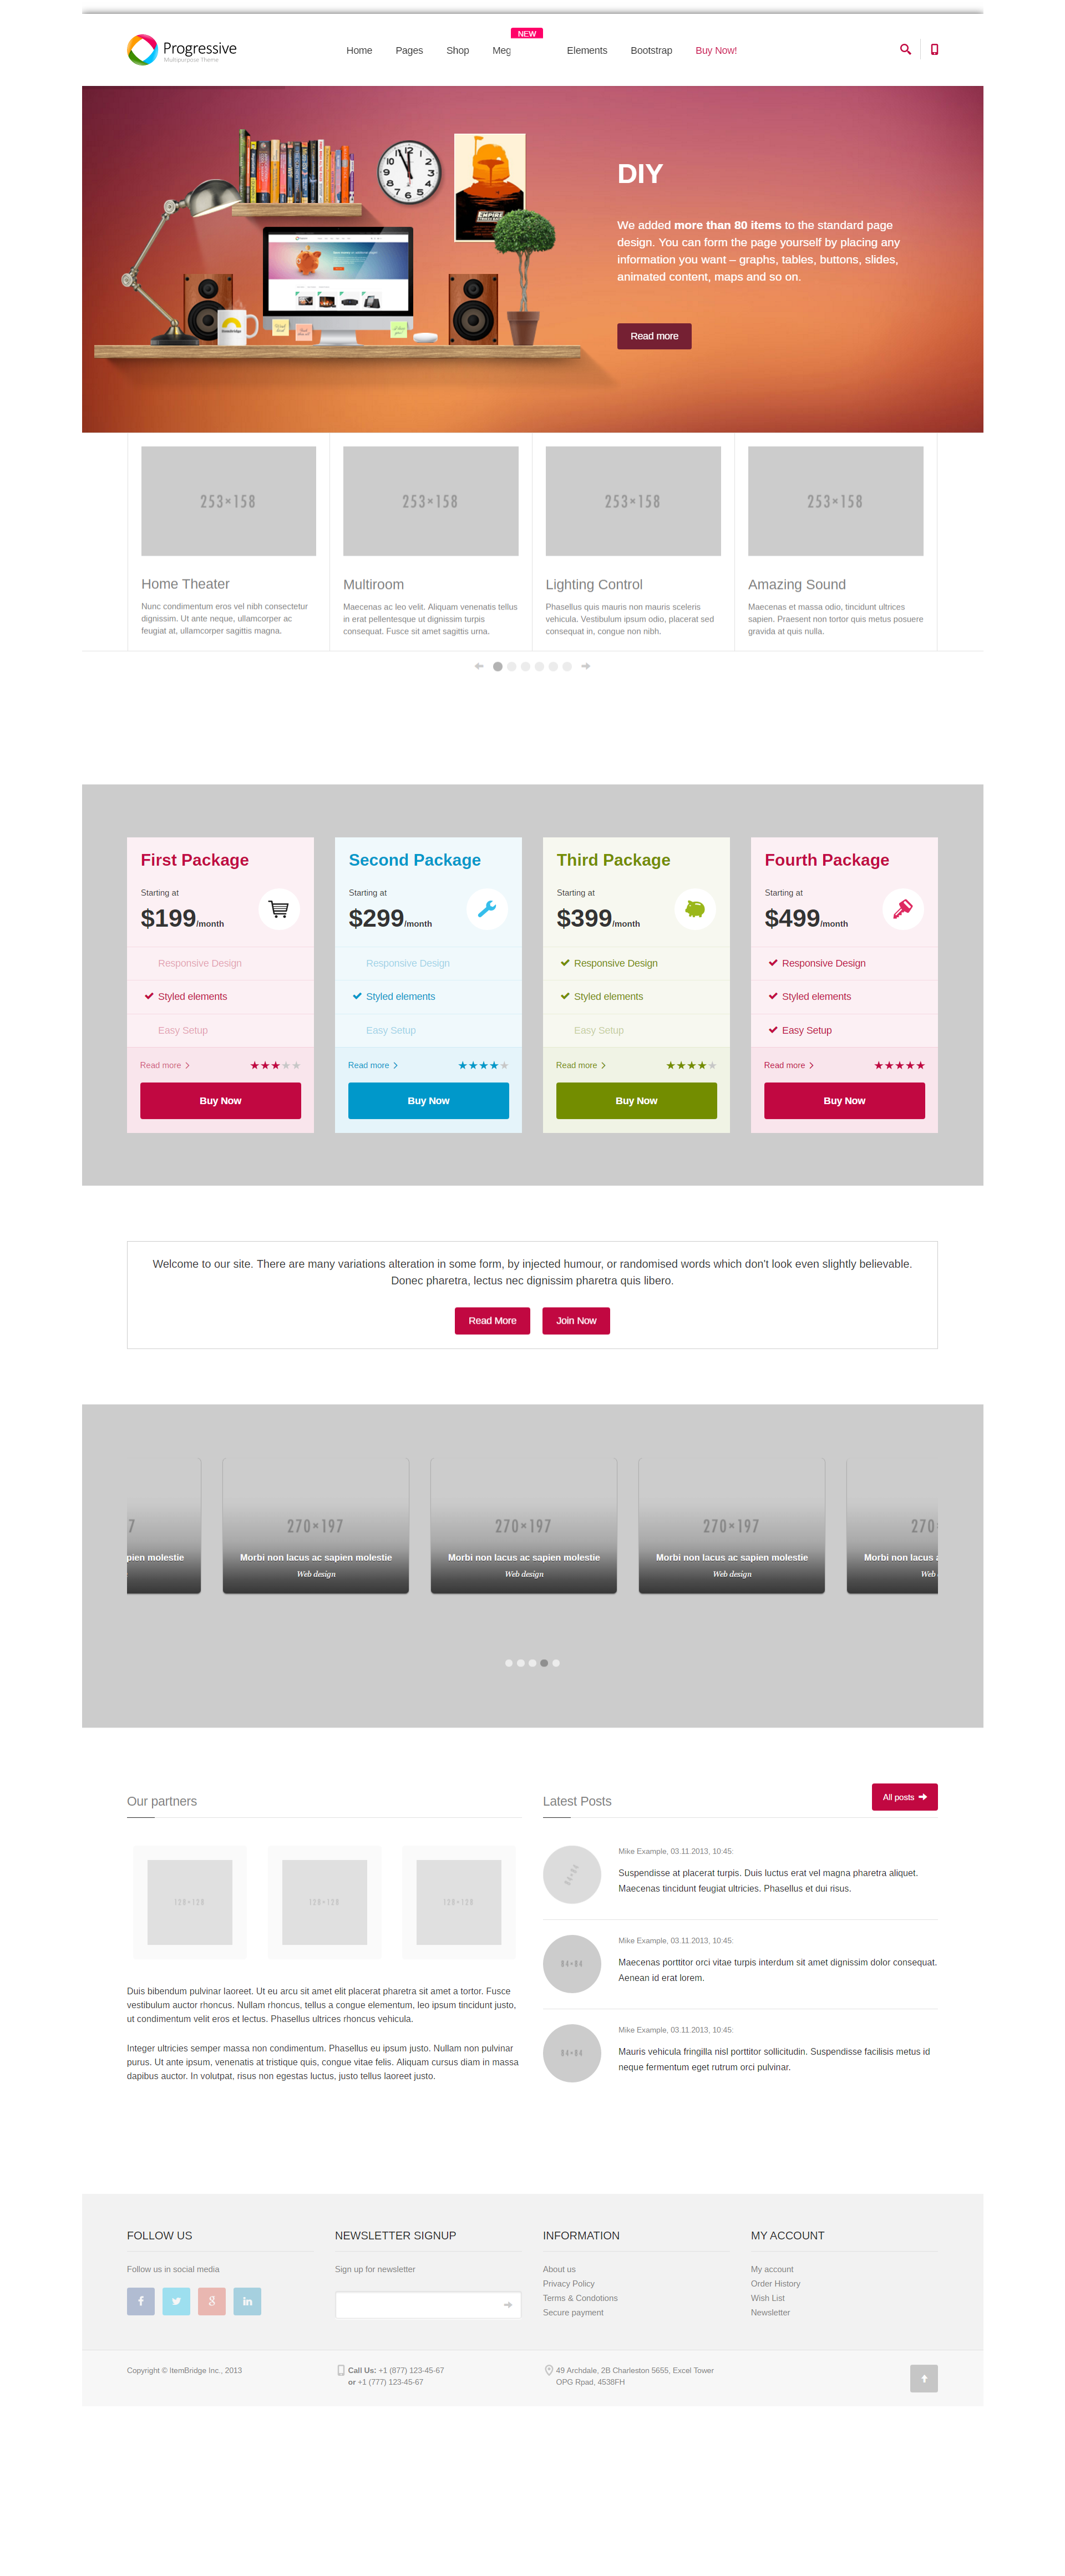 Progressive
Multipurpose Theme
Home
Pages
Shop
Meg
NEW
Elements
Bootstrap
Buy Now!
DIY
We added more than 80 items to the standard page
design. You can form the page yourself by placing any
information you want – graphs, tables, buttons, slides,
animated content, maps and so on.
Read more
253×158
253×158
253×158
253×158
Home Theater
Nunc condimentum eros vel nibh consectetur
dignissim. Ut ante neque, ullamcorper ac
feugiat at, ullamcorper sagittis magna.
Multiroom
Maecenas ac leo velit. Aliquam venenatis tellus
in erat pellentesque ut dignissim turpis
consequat. Fusce sit amet sagittis urna.
Lighting Control
Phasellus quis mauris non mauris sceleris
vehicula. Vestibulum ipsum odio, placerat sed
consequat in, congue non nibh.
Amazing Sound
Maecenas et massa odio, tincidunt ultrices
sapien. Praesent non tortor quis metus posuere
gravida at quis nulla.
First Package
Starting at
$199/month
Responsive Design
Styled elements
Easy Setup
Read more
Buy Now
Second Package
Starting at
$299/month
Responsive Design
Styled elements
Easy Setup
Read more
Buy Now
Third Package
Starting at
$399/month
Responsive Design
Styled elements
Easy Setup
Read more
Buy Now
Fourth Package
Starting at
$499/month
Responsive Design
Styled elements
Easy Setup
Read more
Buy Now
Welcome to our site. There are many variations alteration in some form, by injected humour, or randomised words which don't look even slightly believable.
Donec pharetra, lectus nec dignissim pharetra quis libero.
Read More
Join Now
7
pien molestie
270×197
Morbi non lacus ac sapien molestie
Web design
270×197
Morbi non lacus ac sapien molestie
Web design
270×197
Morbi non lacus ac sapien molestie
Web design
270
Morbi non lacus a
Web
Our partners
128×128
128×128
128×128
Duis bibendum pulvinar laoreet. Ut eu arcu sit amet elit placerat pharetra sit amet a tortor. Fusce
vestibulum auctor rhoncus. Nullam rhoncus, tellus a congue elementum, leo ipsum tincidunt justo,
ut condimentum velit eros et lectus. Phasellus ultrices rhoncus vehicula.
Integer ultricies semper massa non condimentum. Phasellus eu ipsum justo. Nullam non pulvinar
purus. Ut ante ipsum, venenatis at tristique quis, congue vitae felis. Aliquam cursus diam in massa
dapibus auctor. In volutpat, risus non egestas luctus, justo tellus laoreet justo.
Latest Posts
All posts
84×84
Mike Example, 03.11.2013, 10:45:
Suspendisse at placerat turpis. Duis luctus erat vel magna pharetra aliquet.
Maecenas tincidunt feugiat ultricies. Phasellus et dui risus.
84×84
Mike Example, 03.11.2013, 10:45:
Maecenas porttitor orci vitae turpis interdum sit amet dignissim dolor consequat.
Aenean id erat lorem.
84×84
Mike Example, 03.11.2013, 10:45:
Mauris vehicula fringilla nisl porttitor sollicitudin. Suspendisse facilisis metus id
neque fermentum eget rutrum orci pulvinar.
FOLLOW US
Follow us in social media
NEWSLETTER SIGNUP
Sign up for newsletter
INFORMATION
About us
Privacy Policy
Terms & Condotions
Secure payment
MY ACCOUNT
My account
Order History
Wish List
Newsletter
Copyright © ItemBridge Inc., 2013
Call Us: +1 (877) 123-45-67
or +1 (777) 123-45-67
49 Archdale, 2B Charleston 5655, Excel Tower
OPG Rpad, 4538FH